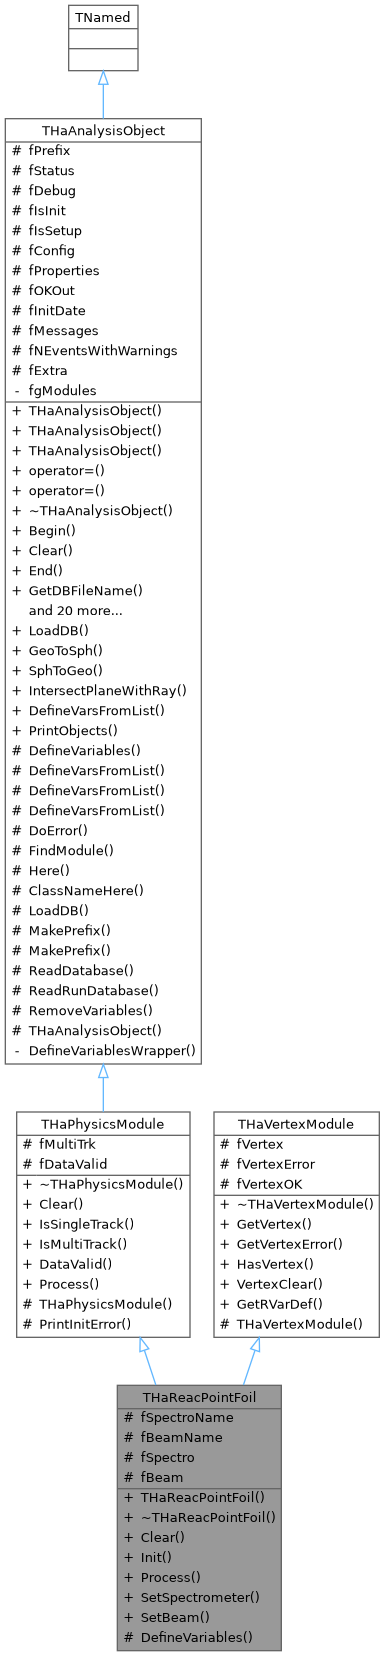 TNamed
THaAnalysisObject
# fPrefix
# fStatus
# fDebug
# fIsInit
# fIsSetup
# fConfig
# fProperties
# fOKOut
# fInitDate
# fMessages
# fNEventsWithWarnings
# fExtra
- fgModules
+ THaAnalysisObject()
+ THaAnalysisObject()
+ THaAnalysisObject()
+ operator=()
+ operator=()
+ ~THaAnalysisObject()
+ Begin()
+ Clear()
+ End()
+ GetDBFileName()
and 20 more...
+ LoadDB()
+ GeoToSph()
+ SphToGeo()
+ IntersectPlaneWithRay()
+ DefineVarsFromList()
+ PrintObjects()
# DefineVariables()
# DefineVarsFromList()
# DefineVarsFromList()
# DefineVarsFromList()
# DoError()
# FindModule()
# Here()
# ClassNameHere()
# LoadDB()
# MakePrefix()
# MakePrefix()
# ReadDatabase()
# ReadRunDatabase()
# RemoveVariables()
# THaAnalysisObject()
- DefineVariablesWrapper()
THaPhysicsModule
# fMultiTrk
# fDataValid
+ ~THaPhysicsModule()
+ Clear()
+ IsSingleTrack()
+ IsMultiTrack()
+ DataValid()
+ Process()
# THaPhysicsModule()
# PrintInitError()
THaVertexModule
# fVertex
# fVertexError
# fVertexOK
+ ~THaVertexModule()
+ GetVertex()
+ GetVertexError()
+ HasVertex()
+ VertexClear()
+ GetRVarDef()
# THaVertexModule()
THaReacPointFoil
# fSpectroName
# fBeamName
# fSpectro
# fBeam
+ THaReacPointFoil()
+ ~THaReacPointFoil()
+ Clear()
+ Init()
+ Process()
+ SetSpectrometer()
+ SetBeam()
# DefineVariables()